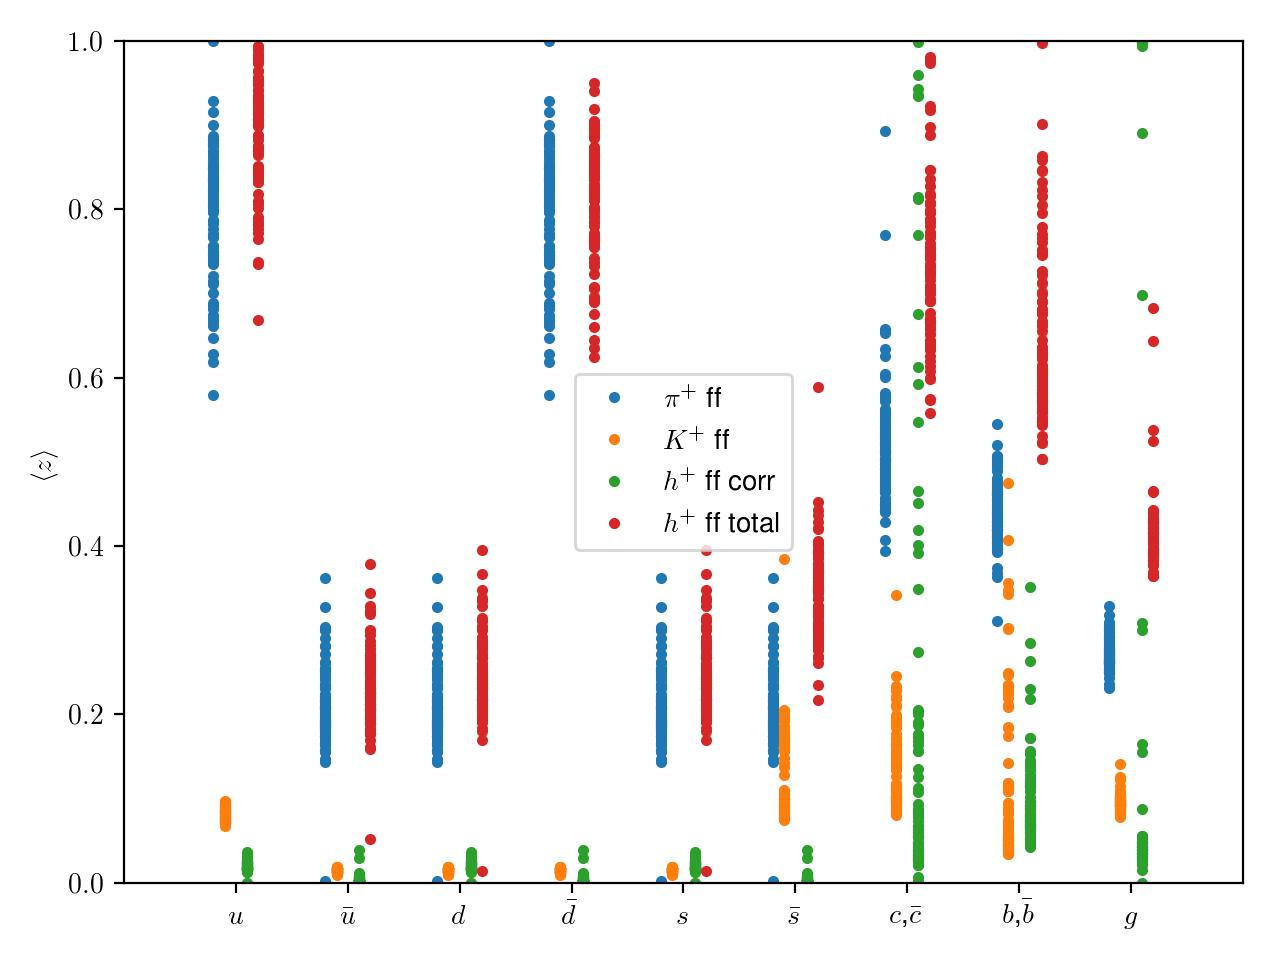 1.0
0.8
0.6
0.4
0.2
0.0
⟨z⟩
π⁺ ff
K⁺ ff
h⁺ ff corr
h⁺ ff total
u ū d d̄ s s̄ c,c̄ b,b̄ g